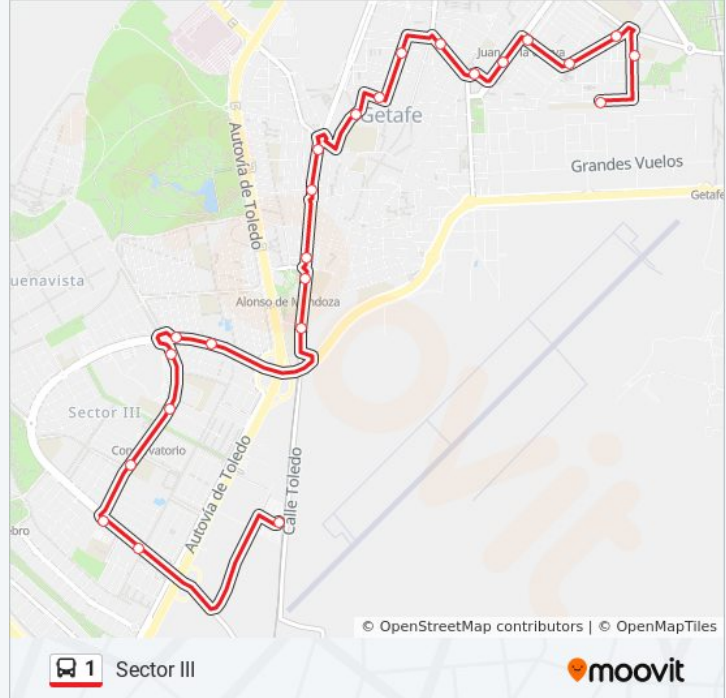 Juan de la Cierva
Getafe
Autovía de Toledo
Grandes Vuelos
Getafe
uenavista
Alonso de Mendoza
Sector III
Conservatorio
Autovía de Toledo
Calle Toledo
ebro
© OpenStreetMap contributors | © OpenMapTiles
1 Sector III
moovit